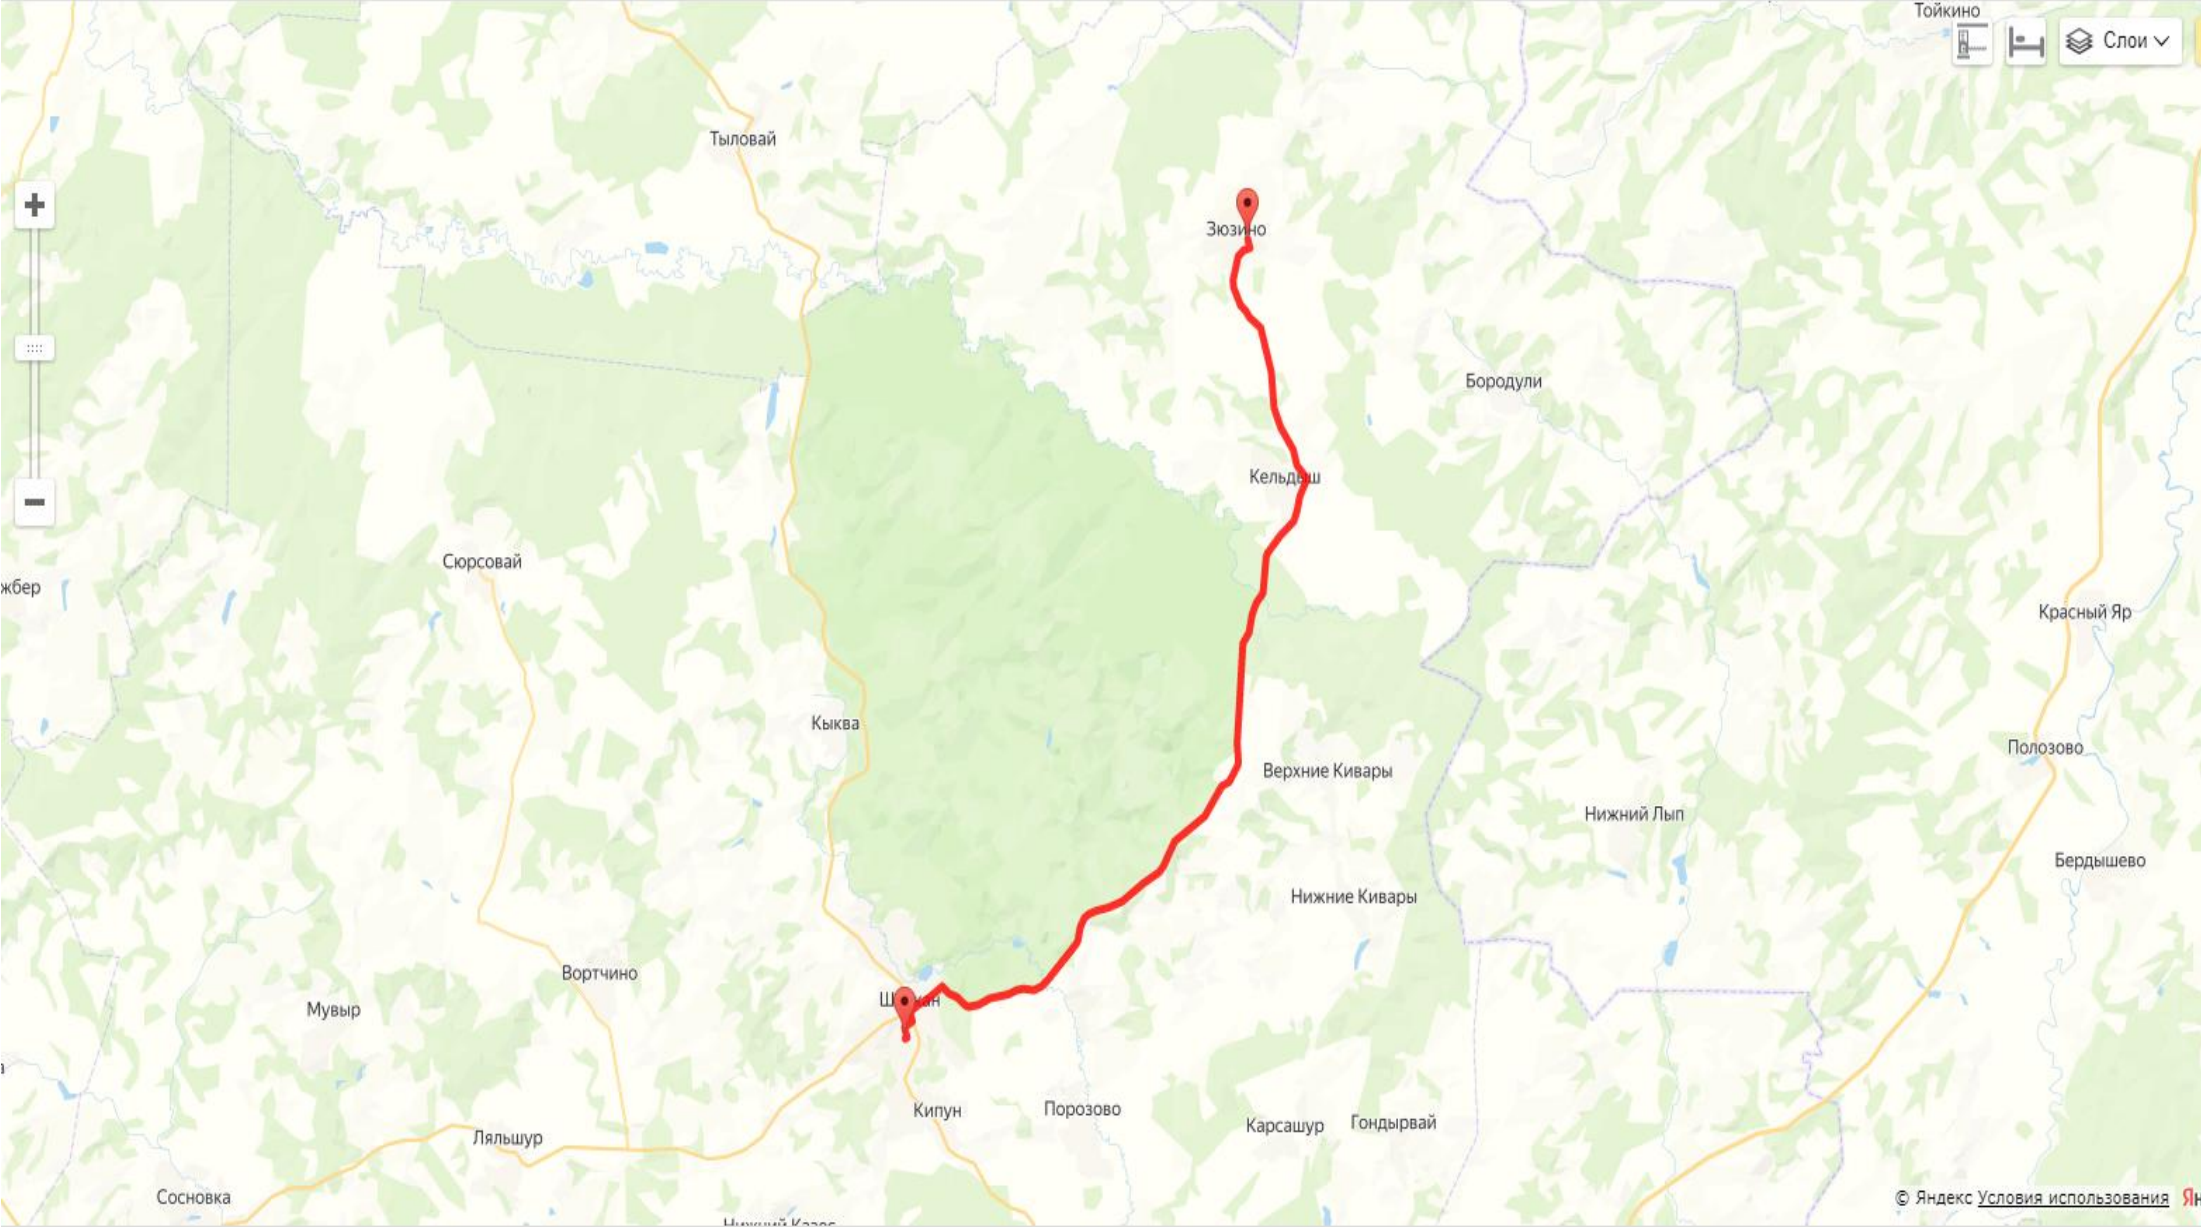 Тойкино
Слои
Тыловай
Зюзино
Бородули
Кельдыш
Сюрсовай
жбер
Красный Яр
Кыква
Полозово
Верхние Кивары
Нижний Лып
Бердышево
Нижние Кивары
Вортчино
Мувыр
Кипун
Порозово
Карсашур
Гондырвай
Ляльшур
Сосновка
© Яндекс Условия использования
Ян